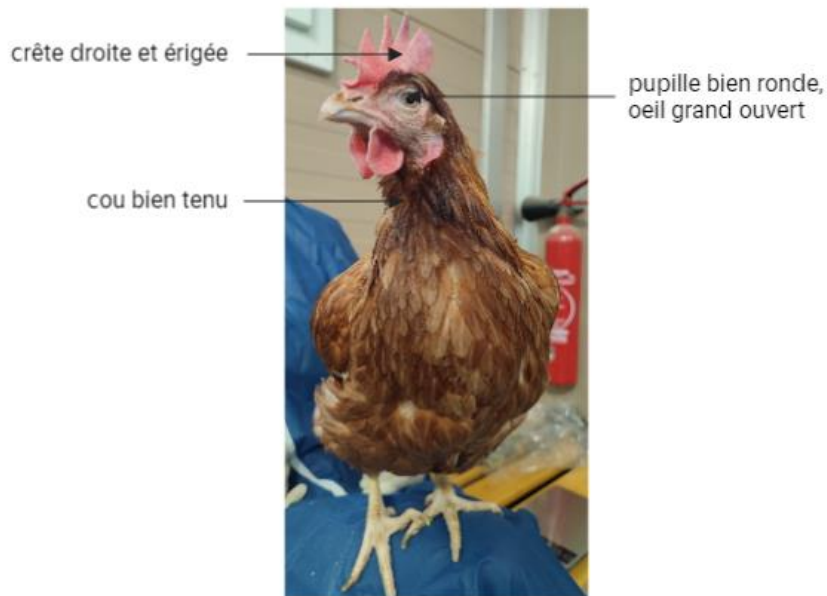 crête droite et érigée
pupille bien ronde,
oeil grand ouvert
cou bien tenu